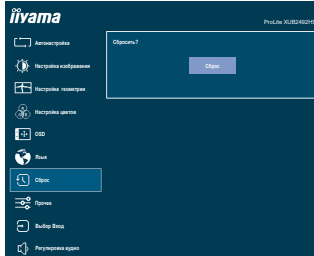 iiyama
ProLite XUB2492HS
Автонастройка
Сбросить?
Сброс
Настройка изображения
Настройка геометрии
Настройка цветов
OSD
Язык
Сброс
Прочее
Выбор Вход
Регулировка аудио